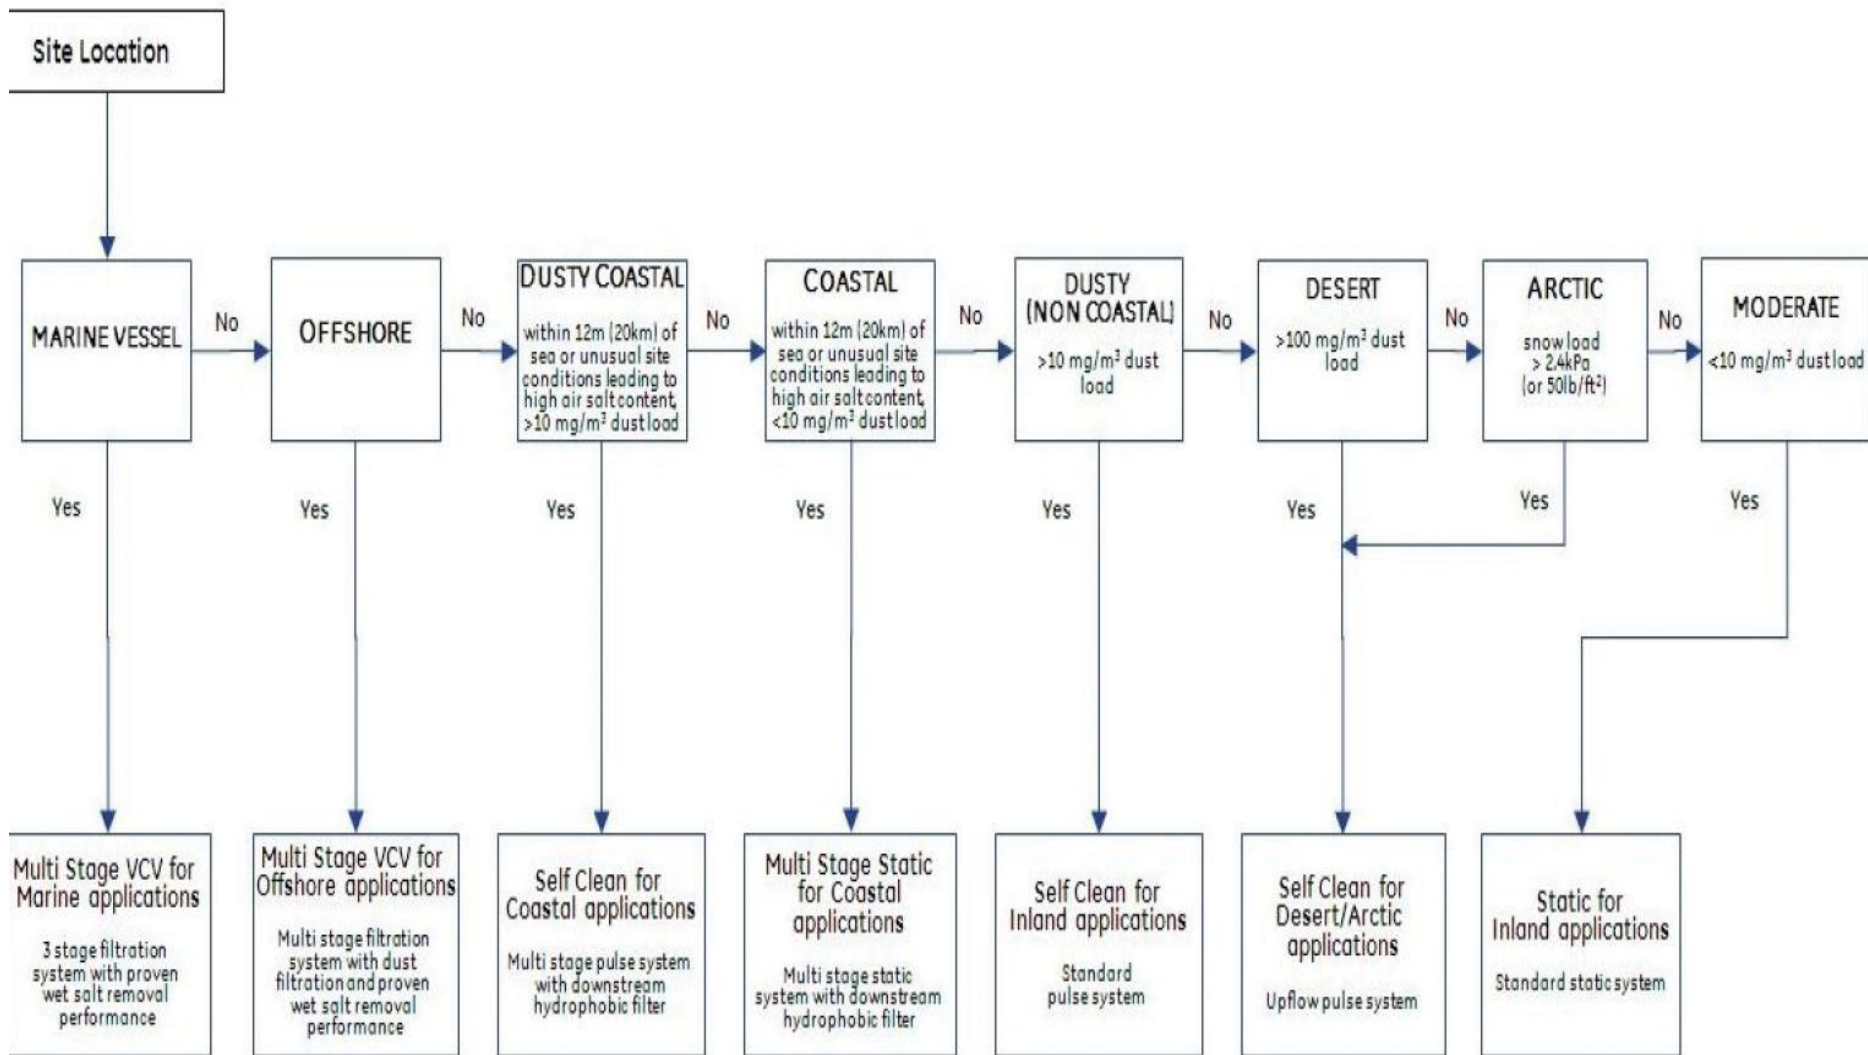 Site Location
MARINE VESSEL
No
OFFSHORE
No
DUSTY COASTAL
within 12m (20km) of
sea or unusual site
conditions leading to
high air salt content,
>10 mg/m³ dust load
No
COASTAL
within 12m (20km) of
sea or unusual site
conditions leading to
high air salt content,
<10 mg/m³ dust load
No
DUSTY
(NON COASTAL)
>10 mg/m³ dust
load
No
DESERT
>100 mg/m³ dust
load
No
ARCTIC
snow load
> 2.4kPa
(or 50lb/ft²)
No
MODERATE
<10 mg/m³ dust load
Yes
Yes
Yes
Yes
Yes
Yes
Yes
Yes
Multi Stage VCV for
Marine applications
3 stage filtration
system with proven
wet salt removal
performance
Multi Stage VCV for
Offshore applications
Multi stage filtration
system with dust
filtration and proven
wet salt removal
performance
Self Clean for
Coastal applications
Multi stage pulse system
with downstream
hydrophobic filter
Multi Stage Static
for Coastal
applications
Multi stage static
system with downstream
hydrophobic filter
Self Clean for
Inland applications
Standard
pulse system
Self Clean for
Desert/Arctic
applications
Upflow pulse system
Static for
Inland applications
Standard static system